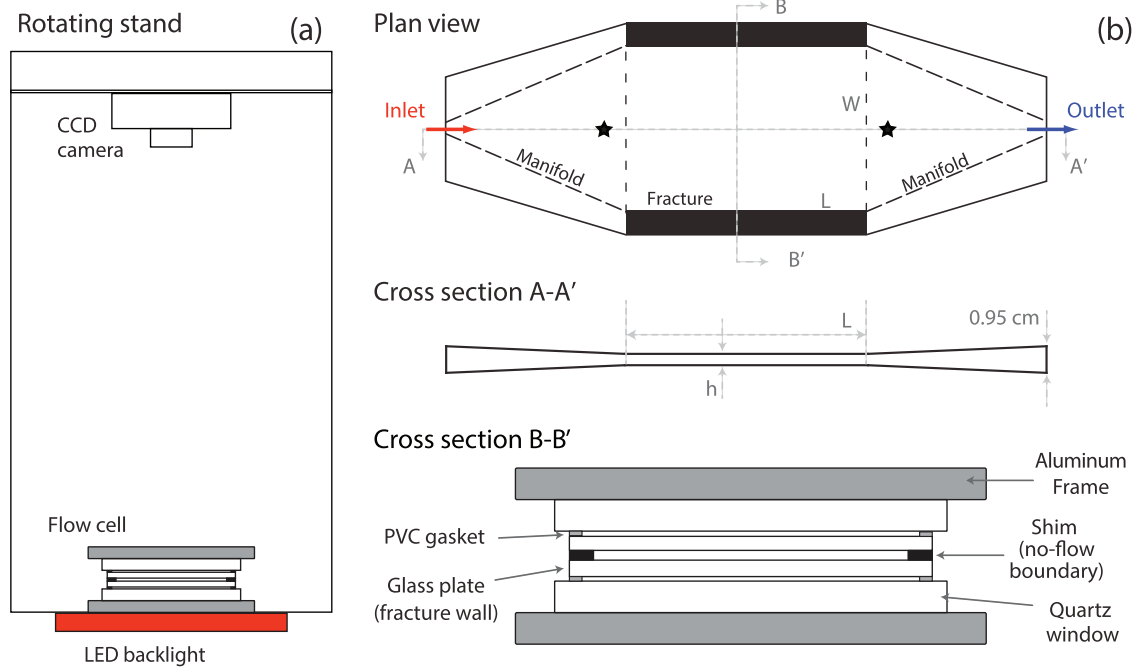 Rotating stand
(a)
CCD
camera
Flow cell
LED backlight
Plan view
(b)
B
Inlet
Outlet
W
A
A’
Manifold
Manifold
Fracture
L
B’
Cross section A-A’
L
0.95 cm
h
Cross section B-B’
Aluminum
Frame
PVC gasket
Shim
(no-flow
boundary)
Glass plate
(fracture wall)
Quartz
window